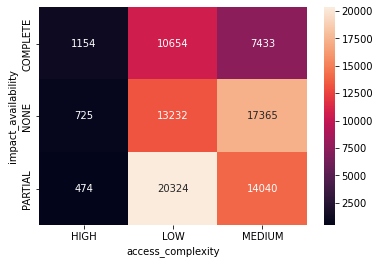 COMPLETE
NONE
PARTIAL
impact_availability
1154 10654 7433
725 13232 17365
474 20324 14040
HIGH LOW MEDIUM
access_complexity
20000
17500
15000
12500
10000
7500
5000
2500